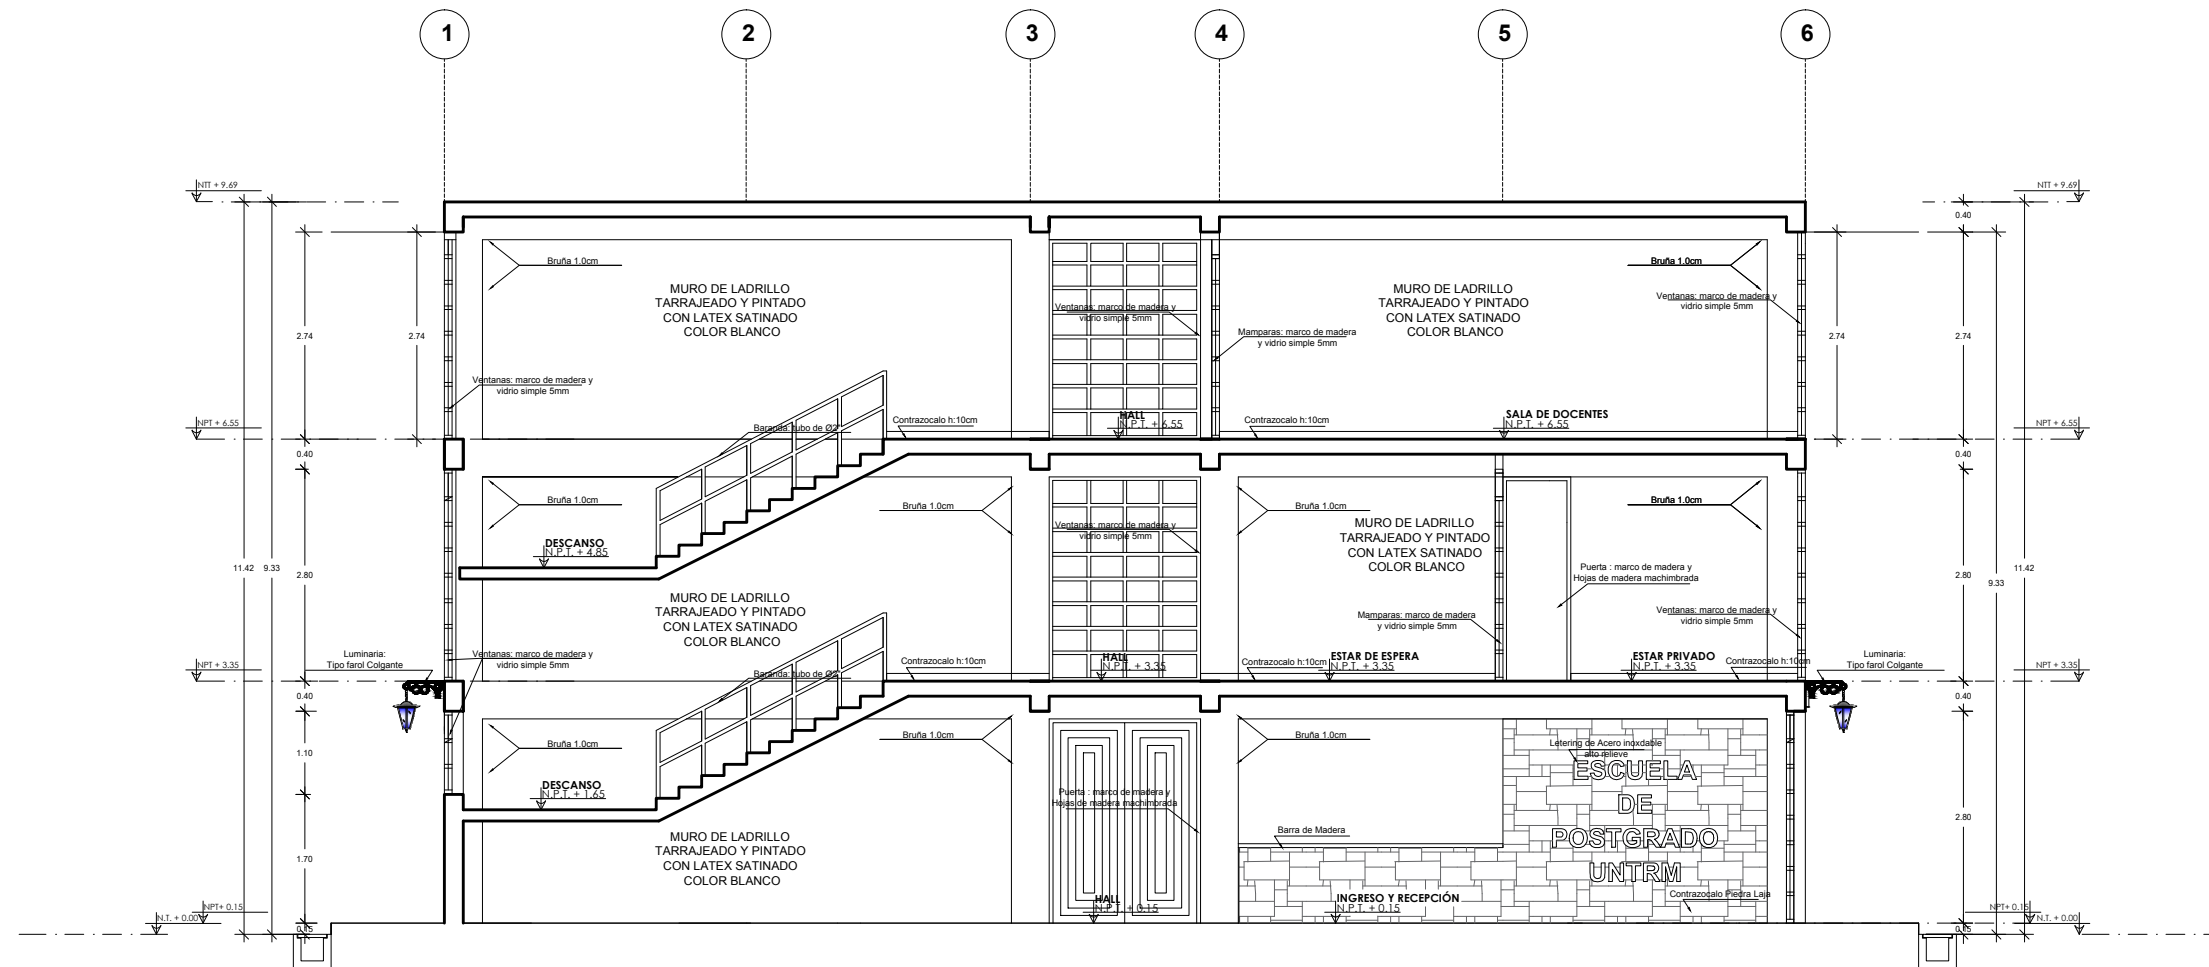 1
2
3
4
5
6
NTT + 9.69
NTT + 9.69
0.40
Bruña 1.0cm
Bruña 1.0cm
MURO DE LADRILLO
TARRAJEADO Y PINTADO
CON LATEX SATINADO
COLOR BLANCO
Ventanas: marco de madera y
vidrio simple 5mm
MURO DE LADRILLO
TARRAJEADO Y PINTADO
CON LATEX SATINADO
COLOR BLANCO
Ventanas: marco de madera y
vidrio simple 5mm
Mamparas: marco de madera
y vidrio simple 5mm
2.74
2.74
2.74
2.74
Ventanas: marco de madera y
vidrio simple 5mm
NPT + 6.55
Baranda: tubo de Ø2"
Contrazocalo h:10cm
HALL
N.P.T. + 6.55
Contrazocalo h:10cm
SALA DE DOCENTES
N.P.T. + 6.55
NPT + 6.55
0.40
0.40
Bruña 1.0cm
Bruña 1.0cm
Bruña 1.0cm
Bruña 1.0cm
Ventanas: marco de madera y
vidrio simple 5mm
MURO DE LADRILLO
TARRAJEADO Y PINTADO
CON LATEX SATINADO
COLOR BLANCO
DESCANSO
N.P.T. + 4.85
11.42
9.33
2.80
Puerta : marco de madera y
Hojas de madera machimbrada
2.80
9.33
11.42
MURO DE LADRILLO
TARRAJEADO Y PINTADO
CON LATEX SATINADO
COLOR BLANCO
Mamparas: marco de madera
y vidrio simple 5mm
Ventanas: marco de madera y
vidrio simple 5mm
Luminaria:
Tipo farol Colgante
Ventanas: marco de madera y
vidrio simple 5mm
NPT + 3.35
Baranda: tubo de Ø2"
Contrazocalo h:10cm
HALL
N.P.T. + 3.35
Contrazocalo h:10cm
ESTAR DE ESPERA
N.P.T. + 3.35
ESTAR PRIVADO
N.P.T. + 3.35
Contrazocalo h:10cm
Luminaria:
Tipo farol Colgante
NPT + 3.35
0.40
0.40
Bruña 1.0cm
Bruña 1.0cm
Bruña 1.0cm
Letering de Acero inoxdable
alto relieve
1.10
ESCUELA
DE
POSTGRADO
UNTRM
DESCANSO
N.P.T. + 1.65
Puerta : marco de madera y
Hojas de madera machimbrada
Barra de Madera
2.80
MURO DE LADRILLO
TARRAJEADO Y PINTADO
CON LATEX SATINADO
COLOR BLANCO
1.70
Contrazocalo Piedra Laja
HALL
N.P.T. + 0.15
INGRESO Y RECEPCIÓN
N.P.T. + 0.15
NPT+ 0.15
N.T. + 0.00
0.15
NPT+ 0.15
N.T. + 0.00
0.15